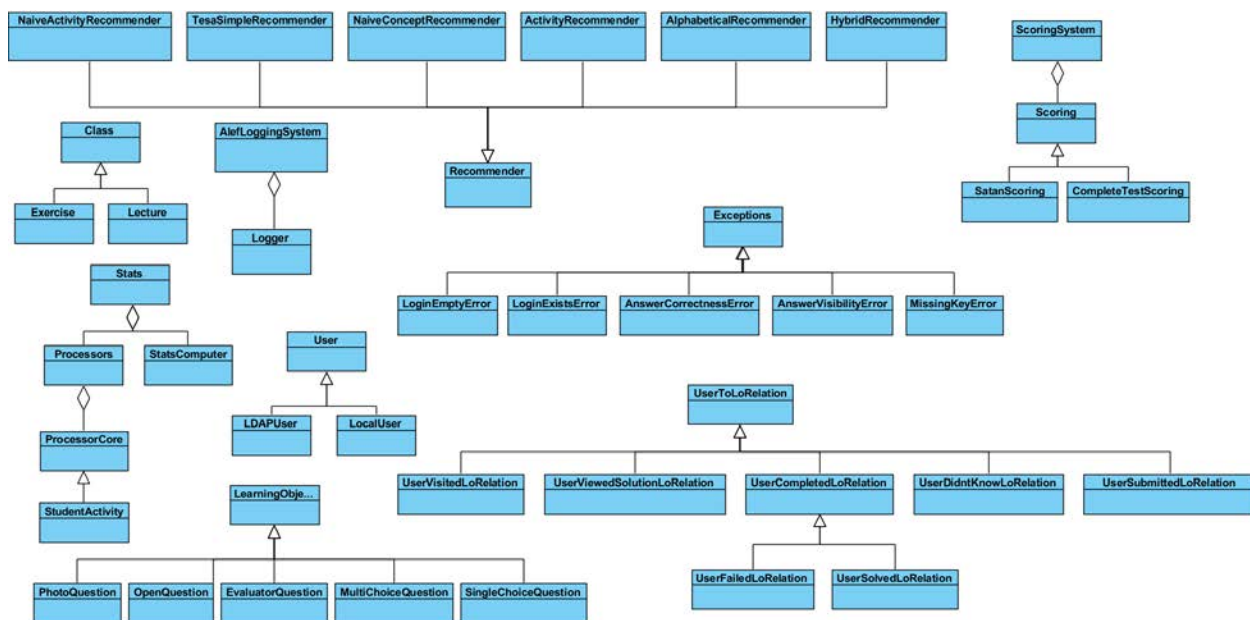 NaiveActivityRecommender
TesaSimpleRecommender
NaiveConceptRecommender
ActivityRecommender
AlphabeticalRecommender
HybridRecommender
ScoringSystem
Scoring
SatanScoring
CompleteTestScoring
Class
Exercise
Lecture
AlefLoggingSystem
Logger
Recommender
Exceptions
LoginEmptyError
LoginExistsError
AnswerCorrectnessError
AnswerVisibilityError
MissingKeyError
Stats
Processors
StatsComputer
ProcessorCore
StudentActivity
User
LDAPUser
LocalUser
UserToLoRelation
UserVisitedLoRelation
UserViewedSolutionLoRelation
UserCompletedLoRelation
UserDidntKnowLoRelation
UserSubmittedLoRelation
UserFailedLoRelation
UserSolvedLoRelation
LearningObje...
PhotoQuestion
OpenQuestion
EvaluatorQuestion
MultiChoiceQuestion
SingleChoiceQuestion